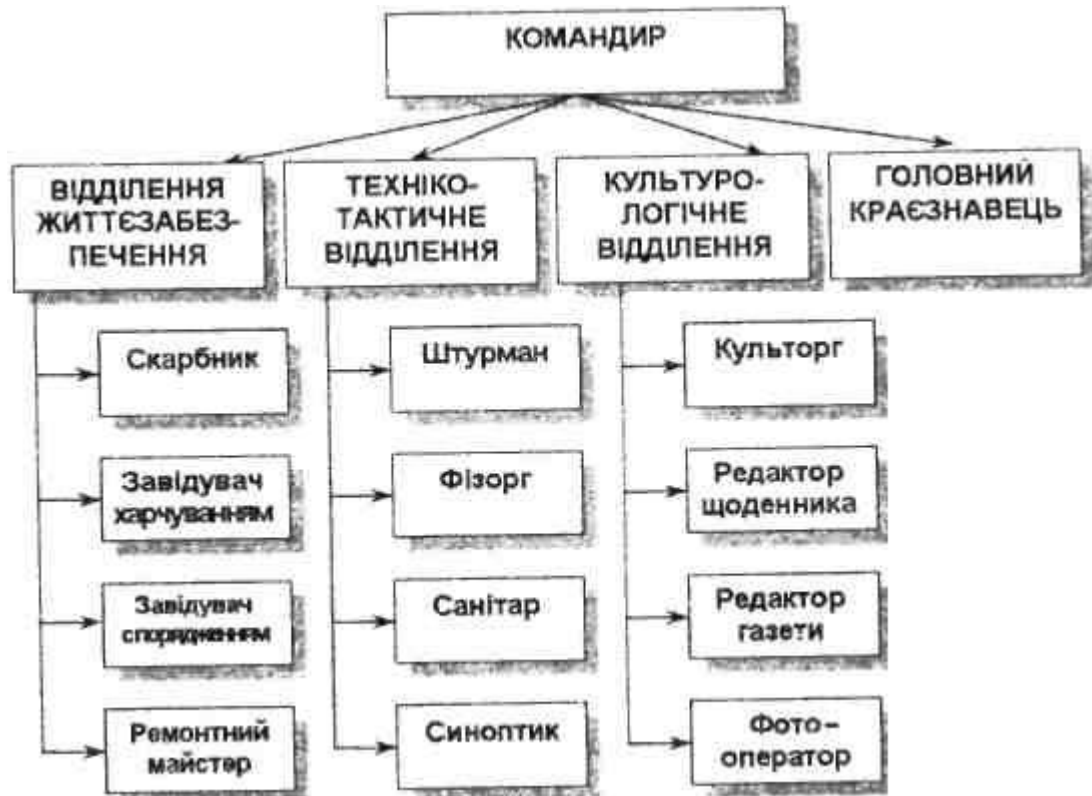 КОМАНДИР
ВІДДІЛЕННЯ
ЖИТТЄЗАБЕЗ-
ПЕЧЕННЯ
ТЕХНІКО-
ТАКТИЧНЕ
ВІДДІЛЕННЯ
КУЛЬТУРО-
ЛОГІЧНЕ
ВІДДІЛЕННЯ
ГОЛОВНИЙ
КРАЄЗНАВЕЦЬ
Скарбник
Завідувач
харчуванням
Завідувач
спорядженням
Ремонтний
майстер
Штурман
Фізорг
Санітар
Синоптик
Культорг
Редактор
щоденника
Редактор
газети
Фото–
оператор